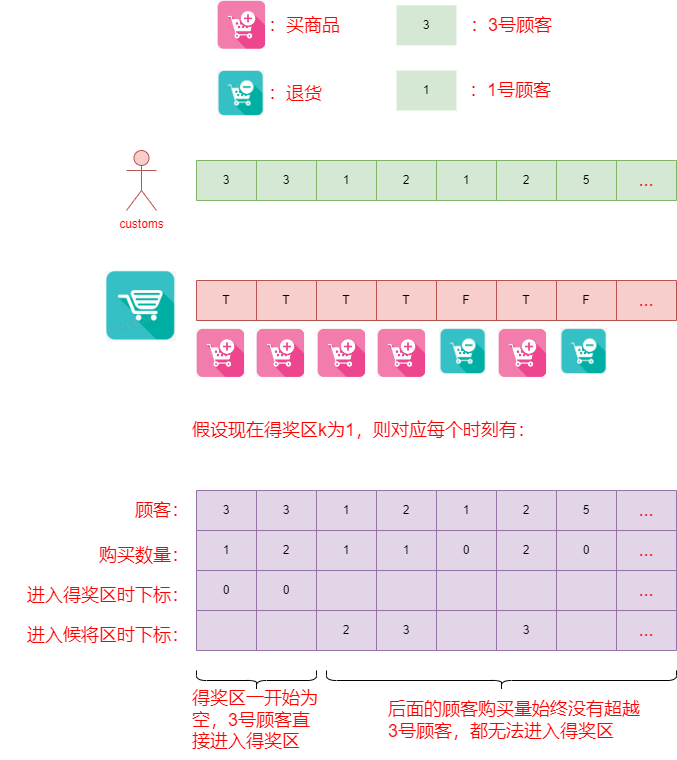 ：买商品
3
：3号顾客
：退货
1
：1号顾客
3 3 1 2 1 2 5 ...
customs
T T T T F T F ...
假设现在得奖区k为1，则对应每个时刻有：
顾客： 3 3 1 2 1 2 5 ...
购买数量： 1 2 1 1 0 2 0 ...
进入得奖区时下标： 0 0 ...
进入候将区时下标： 2 3 3 ...
得奖区一开始为
空，3号顾客直
接进入得奖区
后面的顾客购买量始终没有超越
3号顾客，都无法进入得奖区